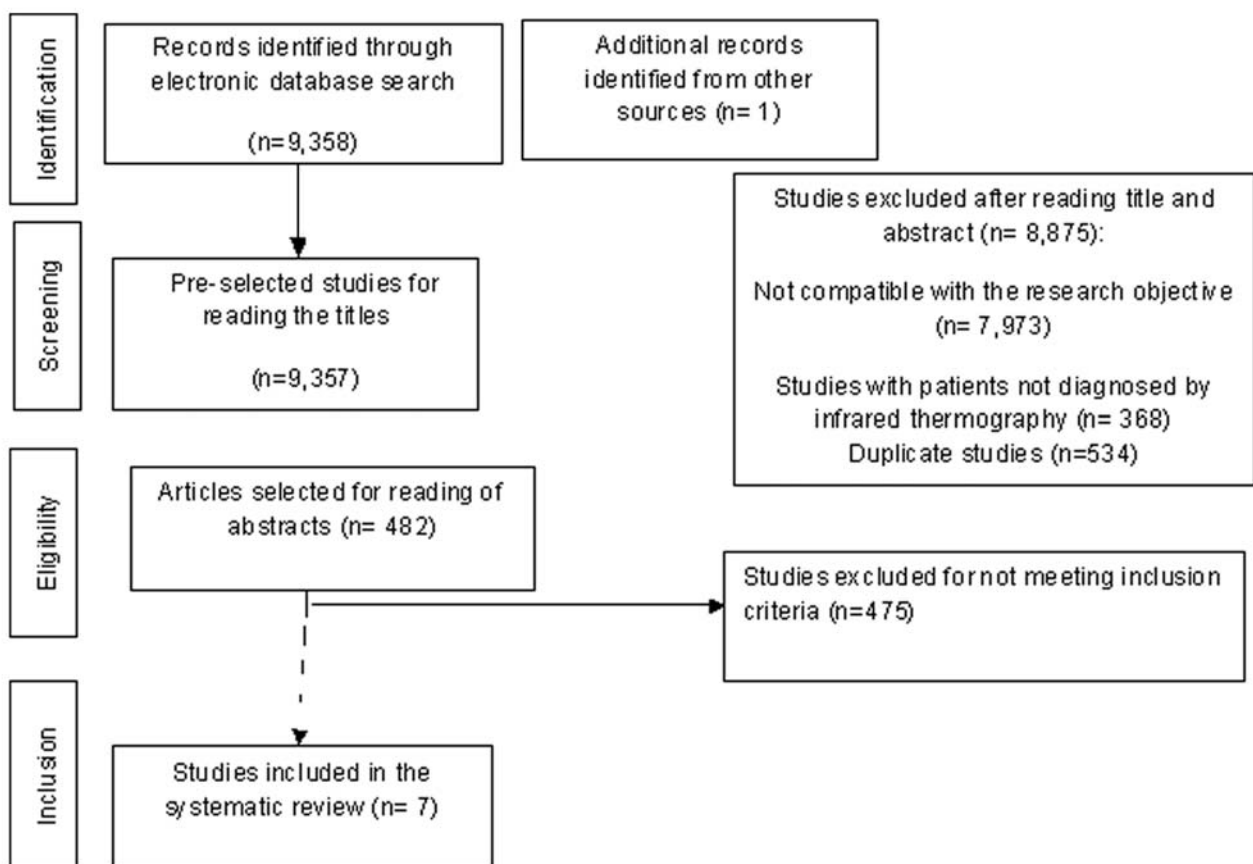 Identification
Records identified through
electronic database search
(n=9,358)
Additional records
identified from other
sources (n= 1)
Screening
Pre-selected studies for
reading the titles
(n=9,357)
Studies excluded after reading title and
abstract (n= 8,875):
Not compatible with the research objective
(n= 7,973)
Studies with patients not diagnosed by
infrared thermography (n= 368)
Duplicate studies (n=534)
Eligibility
Articles selected for reading of
abstracts (n= 482)
Studies excluded for not meeting inclusion
criteria (n=475)
Inclusion
Studies included in the
systematic review (n= 7)